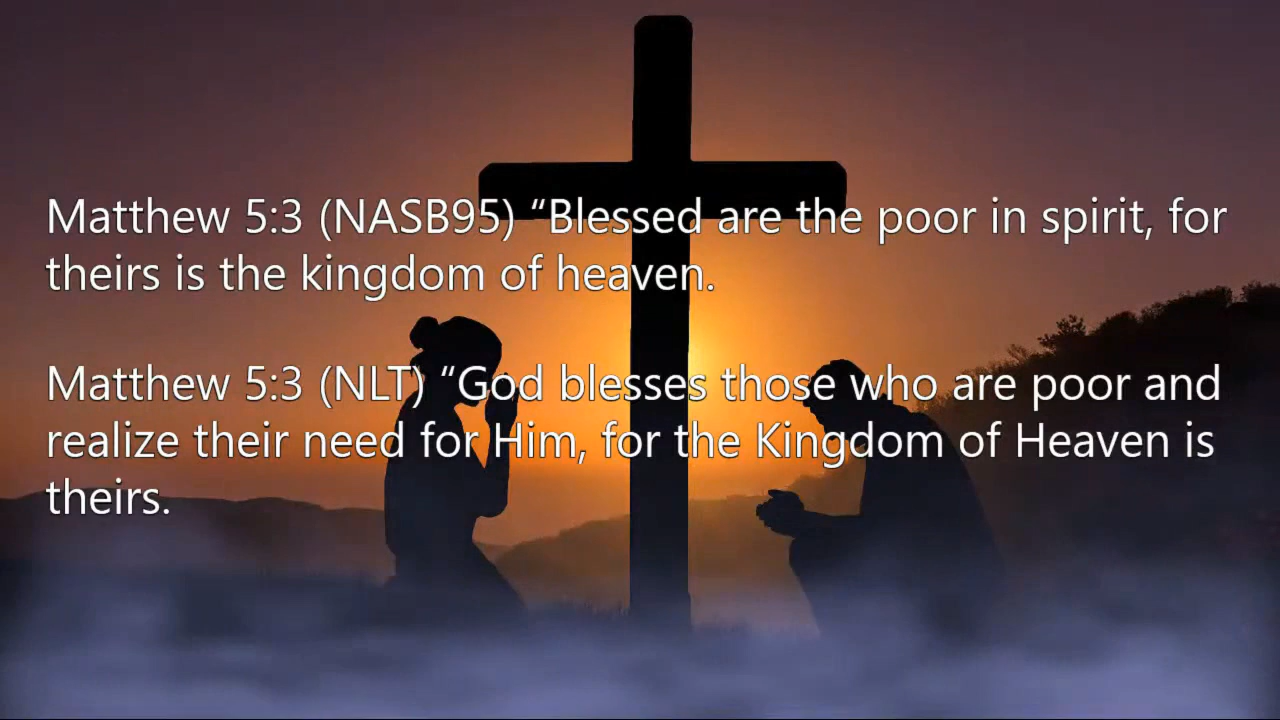 Matthew 5:3 (NASB95) “Blessed are the poor in spirit, for
theirs is the kingdom of heaven.
Matthew 5:3 (NLT) “God blesses those who are poor and
realize their need for Him, for the Kingdom of Heaven is
theirs.